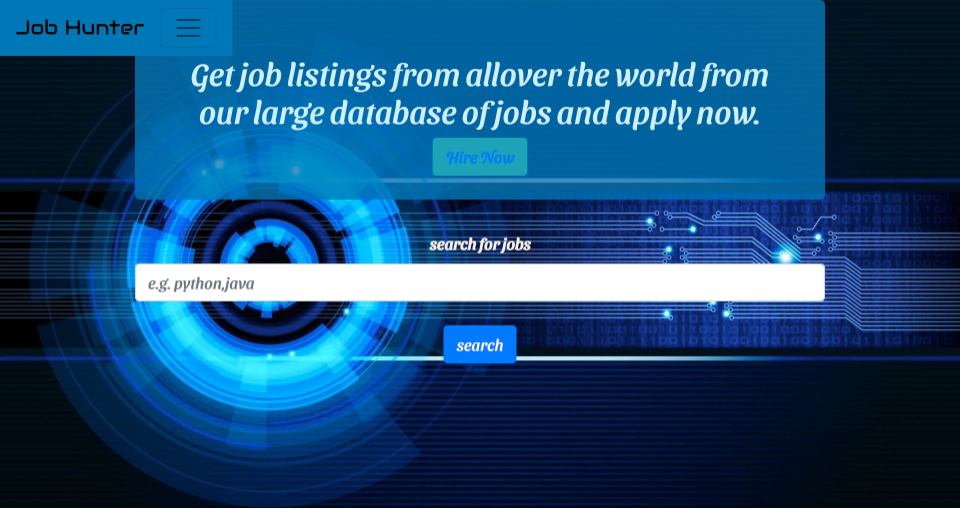 Job Hunter
Get job listings from allover the world from
our large database of jobs and apply now.
Hire Now
search for jobs
e.g. python,java
search